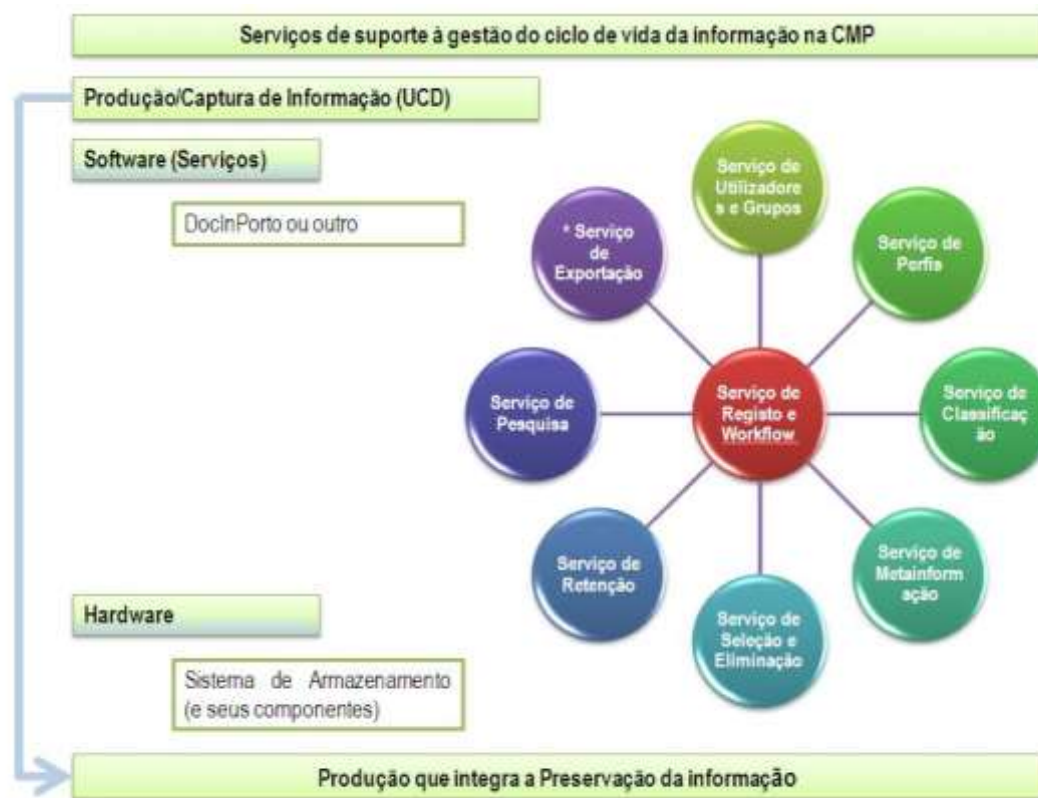 Serviços de suporte à gestão do ciclo de vida da informação na CMP
Produção/Captura de Informação (UCD)
Software (Serviços)
DocInPorto ou outro
Serviço de
Utilizadore
s e Grupos
Serviço de
Perfis
Serviço de
Classificaç
ão
Serviço de
Metainform
ação
Serviço de
Seleção e
Eliminação
Serviço de
Retenção
Serviço de
Pesquisa
* Serviço
de
Exportação
Serviço de
Registo e
Workflow
Hardware
Sistema de Armazenamento
(e seus componentes)
Produção que integra a Preservação da informação